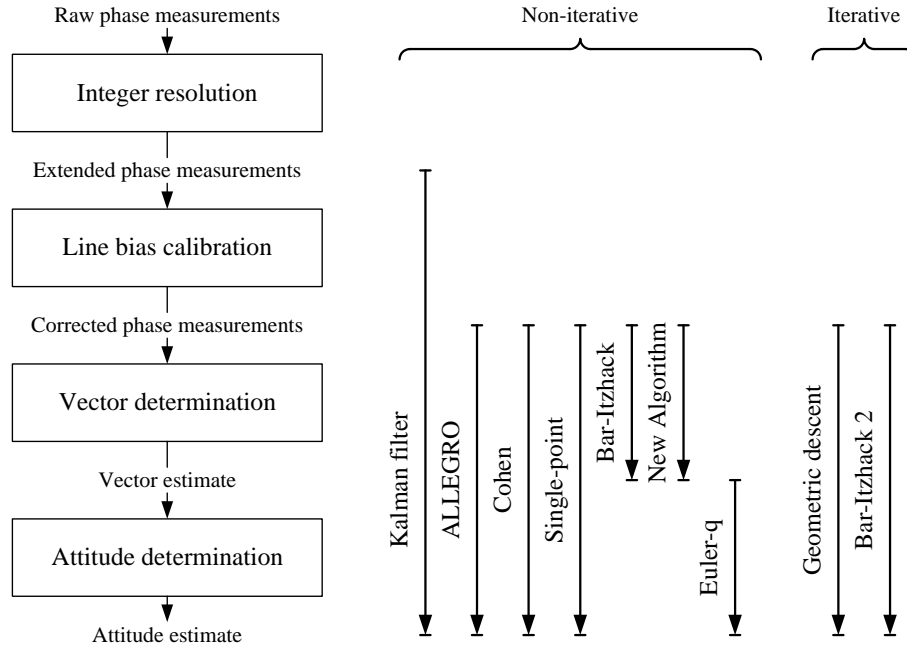 Raw phase measurements
Integer resolution
Extended phase measurements
Line bias calibration
Corrected phase measurements
Vector determination
Vector estimate
Attitude determination
Attitude estimate
Non-iterative
Iterative
Kalman filter
ALLEGRO
Cohen
Single-point
Bar-Itzhack
New Algorithm
Euler-q
Geometric descent
Bar-Itzhack 2